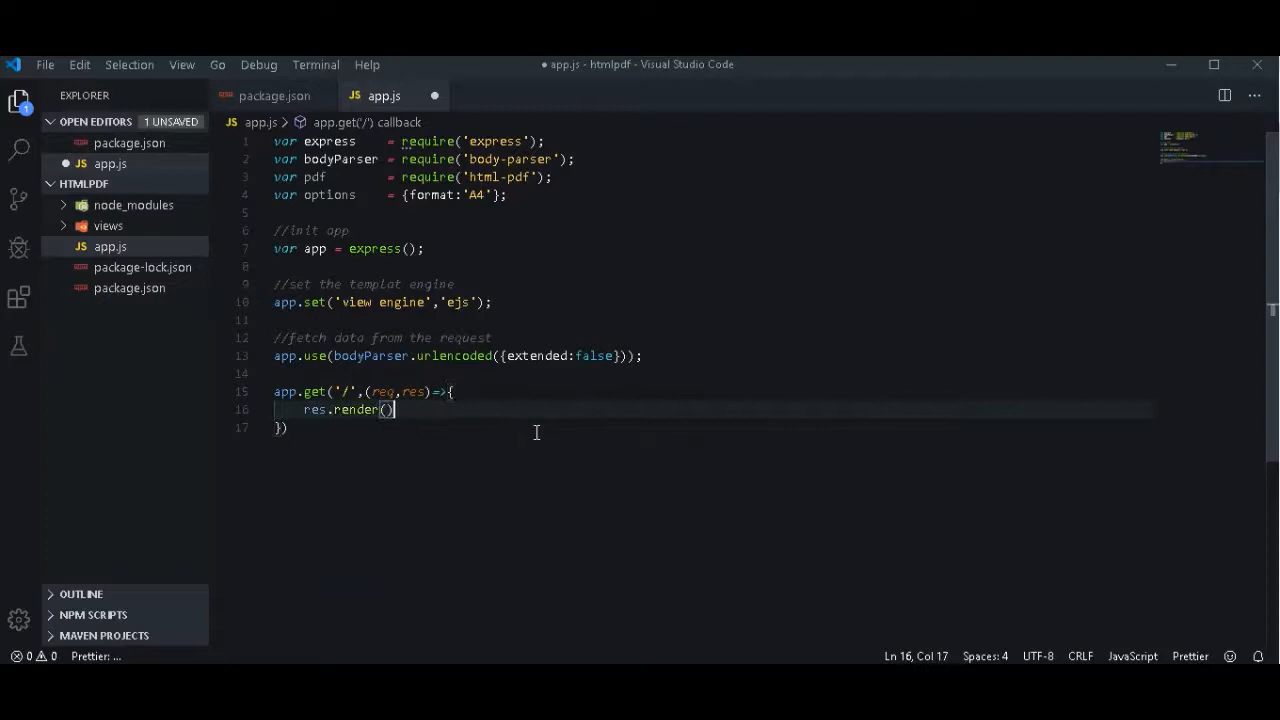 File Edit Selection View Go Debug Terminal Help
● app.js - htmlpdf - Visual Studio Code
EXPLORER
package.json
JS app.js ●
OPEN EDITORS 1 UNSAVED
JS app.js > app.get('/') callback
package.json
● app.js
HTMLPDF
node_modules
views
JS app.js
package-lock.json
package.json
1 var express = require('express');
2 var bodyParser = require('body-parser');
3 var pdf = require('html-pdf');
4 var options = {format:'A4'};
5
6 //init app
7 var app = express();
8
9 //set the templat engine
10 app.set('view engine','ejs');
11
12 //fetch data from the request
13 app.use(bodyParser.urlencoded({extended:false}));
14
15 app.get('/',(req,res)=>{
16 res.render()
17 })
OUTLINE
NPM SCRIPTS
MAVEN PROJECTS
1
0 0 Prettier: ...
Ln 16, Col 17 Spaces: 4 UTF-8 CRLF JavaScript Prettier